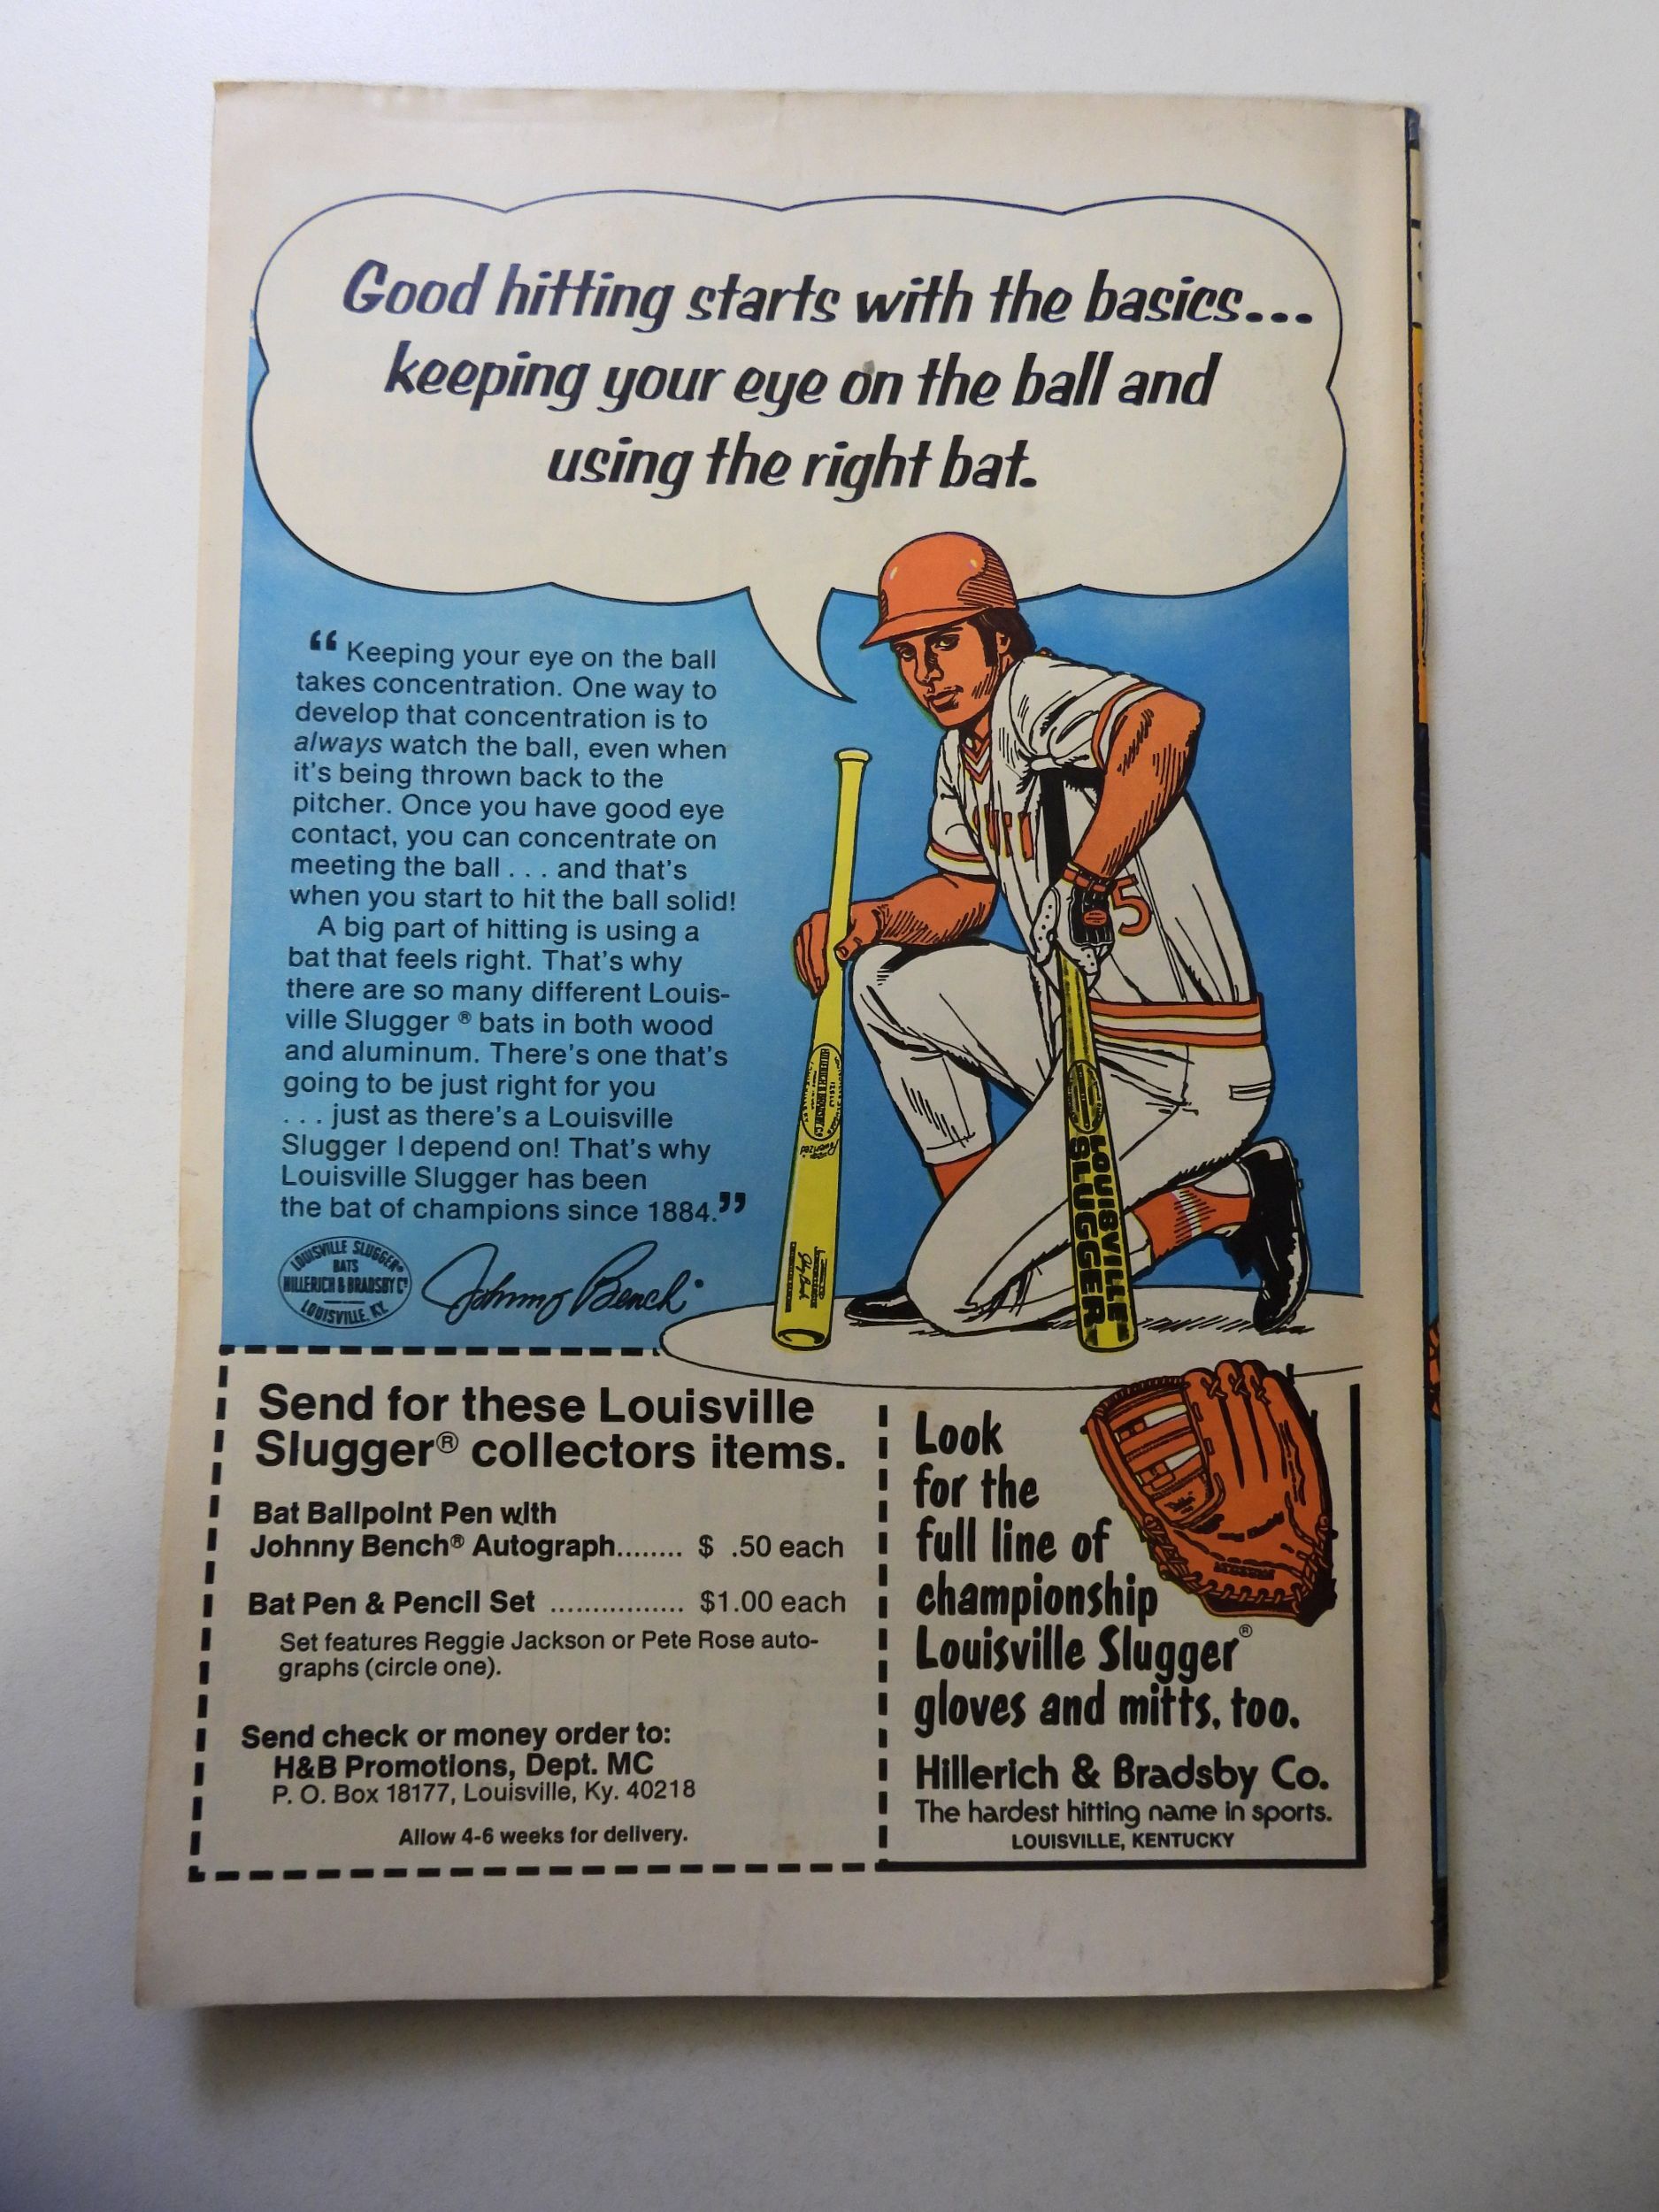 Good hitting starts with the basics...
keeping your eye on the ball and
using the right bat.
“ Keeping your eye on the ball
takes concentration. One way to
develop that concentration is to
always watch the ball, even when
it's being thrown back to the
pitcher. Once you have good eye
contact, you can concentrate on
meeting the ball . . . and that's
when you start to hit the ball solid!
A big part of hitting is using a
bat that feels right. That's why
there are so many different Louis-
ville Slugger ® bats in both wood
and aluminum. There's one that's
going to be just right for you
. . . just as there's a Louisville
Slugger I depend on! That's why
Louisville Slugger has been
the bat of champions since 1884.”
LOUISVILLE SLUGGER®
BATS
HILLERICH & BRADSBY Cº
LOUISVILLE, KY.
Johnny Bench
5
HILLERICH & BRADSBY Cº
LOUISVILLE
SLUGGER
Send for these Louisville
Slugger® collectors items.
Bat Ballpoint Pen with
Johnny Bench® Autograph........ $ .50 each
Bat Pen & Pencil Set ................ $1.00 each
Set features Reggie Jackson or Pete Rose auto-
graphs (circle one).
Send check or money order to:
H&B Promotions, Dept. MC
P. O. Box 18177, Louisville, Ky. 40218
Allow 4-6 weeks for delivery.
Look
for the
full line of
championship
Louisville Slugger®
gloves and mitts, too.
Hillerich & Bradsby Co.
The hardest hitting name in sports.
LOUISVILLE, KENTUCKY